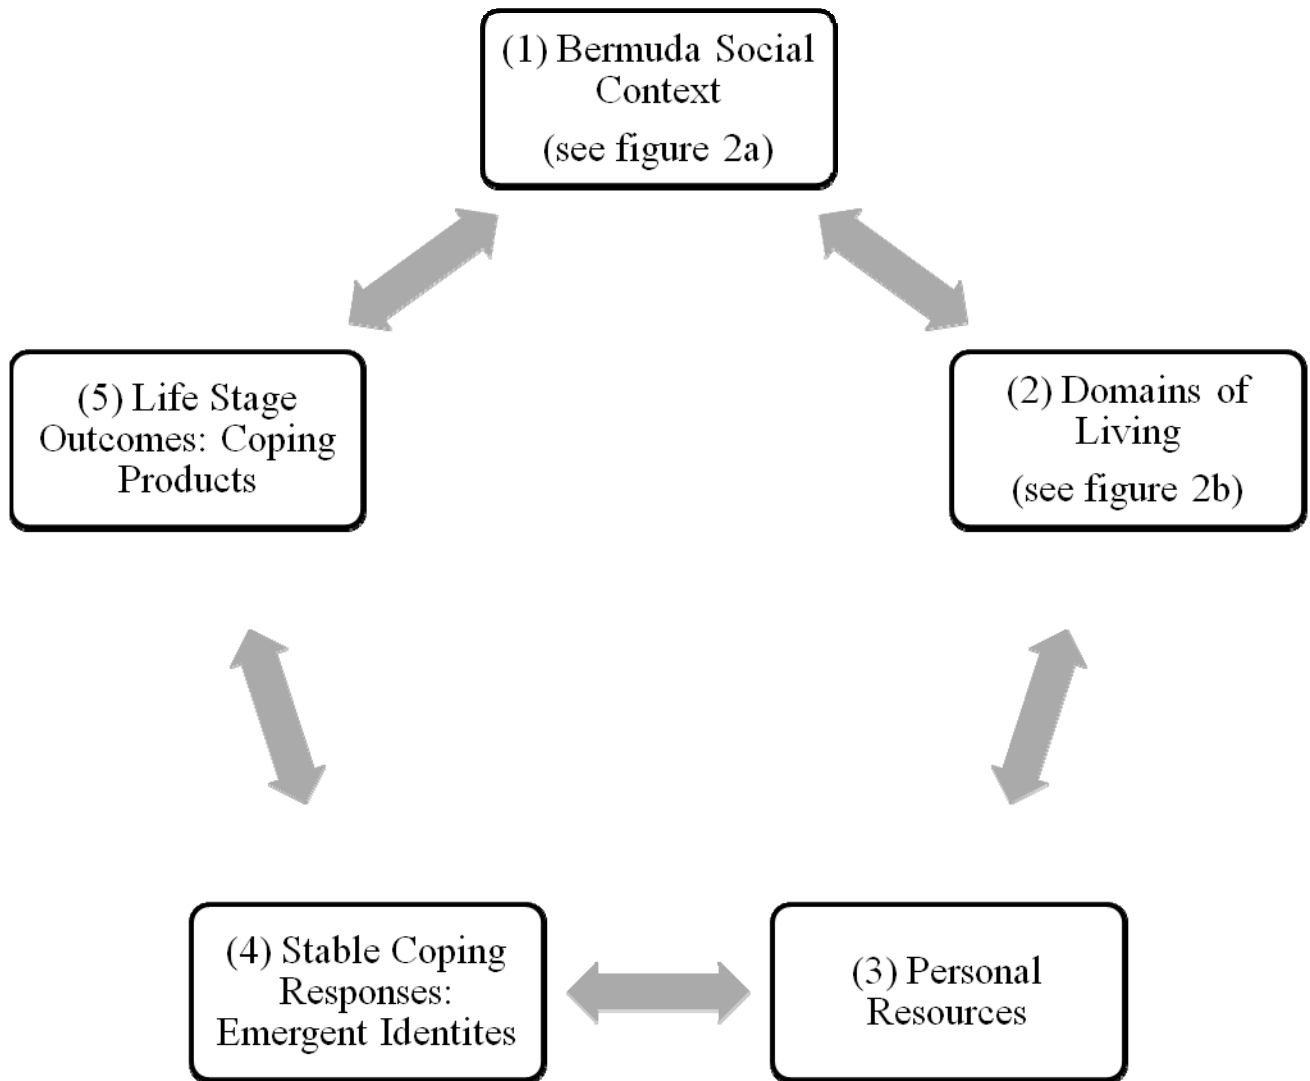 (1) Bermuda Social
Context
(see figure 2a)
(2) Domains of
Living
(see figure 2b)
(3) Personal
Resources
(4) Stable Coping
Responses:
Emergent Identites
(5) Life Stage
Outcomes: Coping
Products